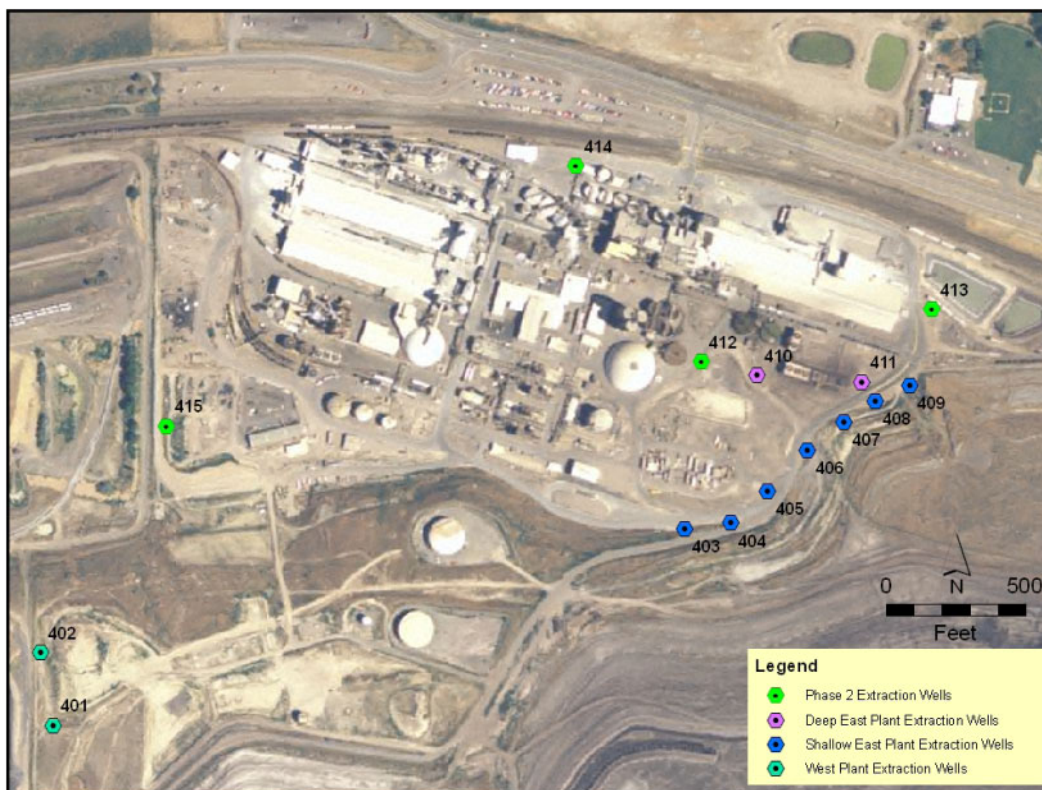 414
413
412
410
411
409
408
415
407
406
405
404
403
0 N 500
Feet
402
401
Legend
Phase 2 Extraction Wells
Deep East Plant Extraction Wells
Shallow East Plant Extraction Wells
West Plant Extraction Wells